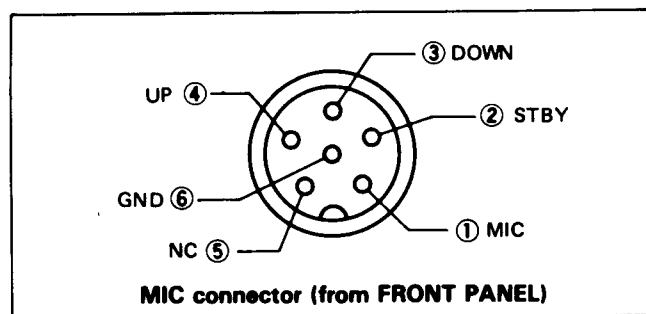 ③ DOWN
UP ④
② STBY
GND ⑥
① MIC
NC ⑤
MIC connector (from FRONT PANEL)